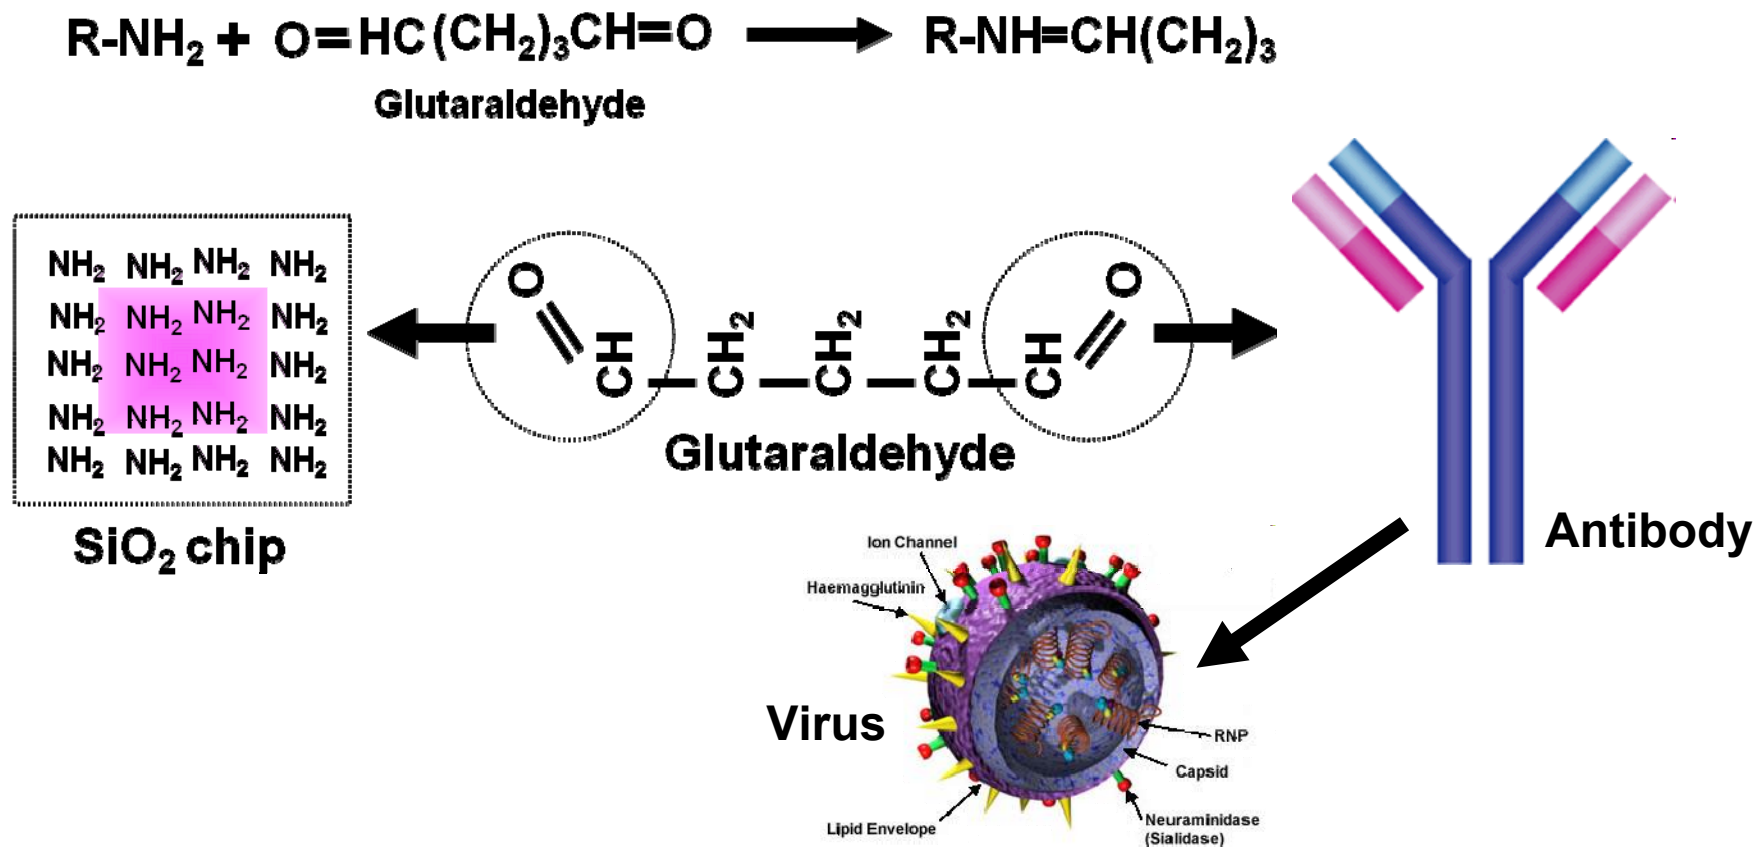 R-NH₂ + O=HC(CH₂)₃CH=O R-NH=CH(CH₂)₃
Glutaraldehyde
NH₂ NH₂ NH₂ NH₂
NH₂ NH₂ NH₂ NH₂
NH₂ NH₂ NH₂ NH₂
NH₂ NH₂ NH₂ NH₂
NH₂ NH₂ NH₂ NH₂
SiO₂ chip
O O
CH CH₂ CH₂ CH₂ CH
Glutaraldehyde
Antibody
Ion Channel
Haemagglutinin
Virus
RNP
Capsid
Lipid Envelope
Neuraminidase
(Sialidase)